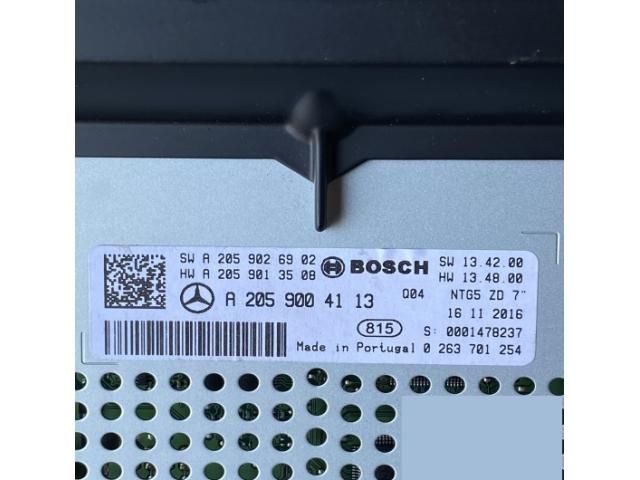 SW A 205 902 69 02 BOSCH SW 13.42.00
HW A 205 901 35 08 HW 13.48.00
A 205 900 41 13 Q04 NTG5 ZD 7"
16 11 2016
815 S: 0001478237
Made in Portugal 0 263 701 254